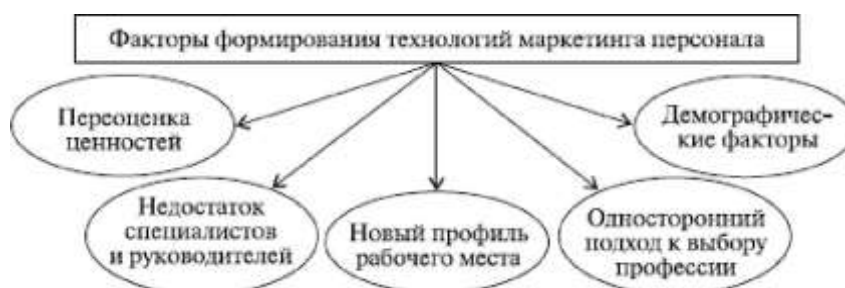 Факторы формирования технологий маркетинга персонала
Переоценка
ценностей
Демографичес-
кие факторы
Недостаток
специалистов
и руководителей
Новый профиль
рабочего места
Односторонний
подход к выбору
профессии